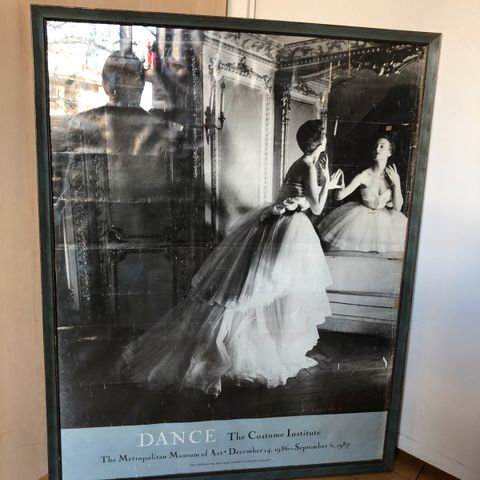 DANCE The Costume Institute
The Metropolitan Museum of Art • December 14, 1986–September 6, 1987